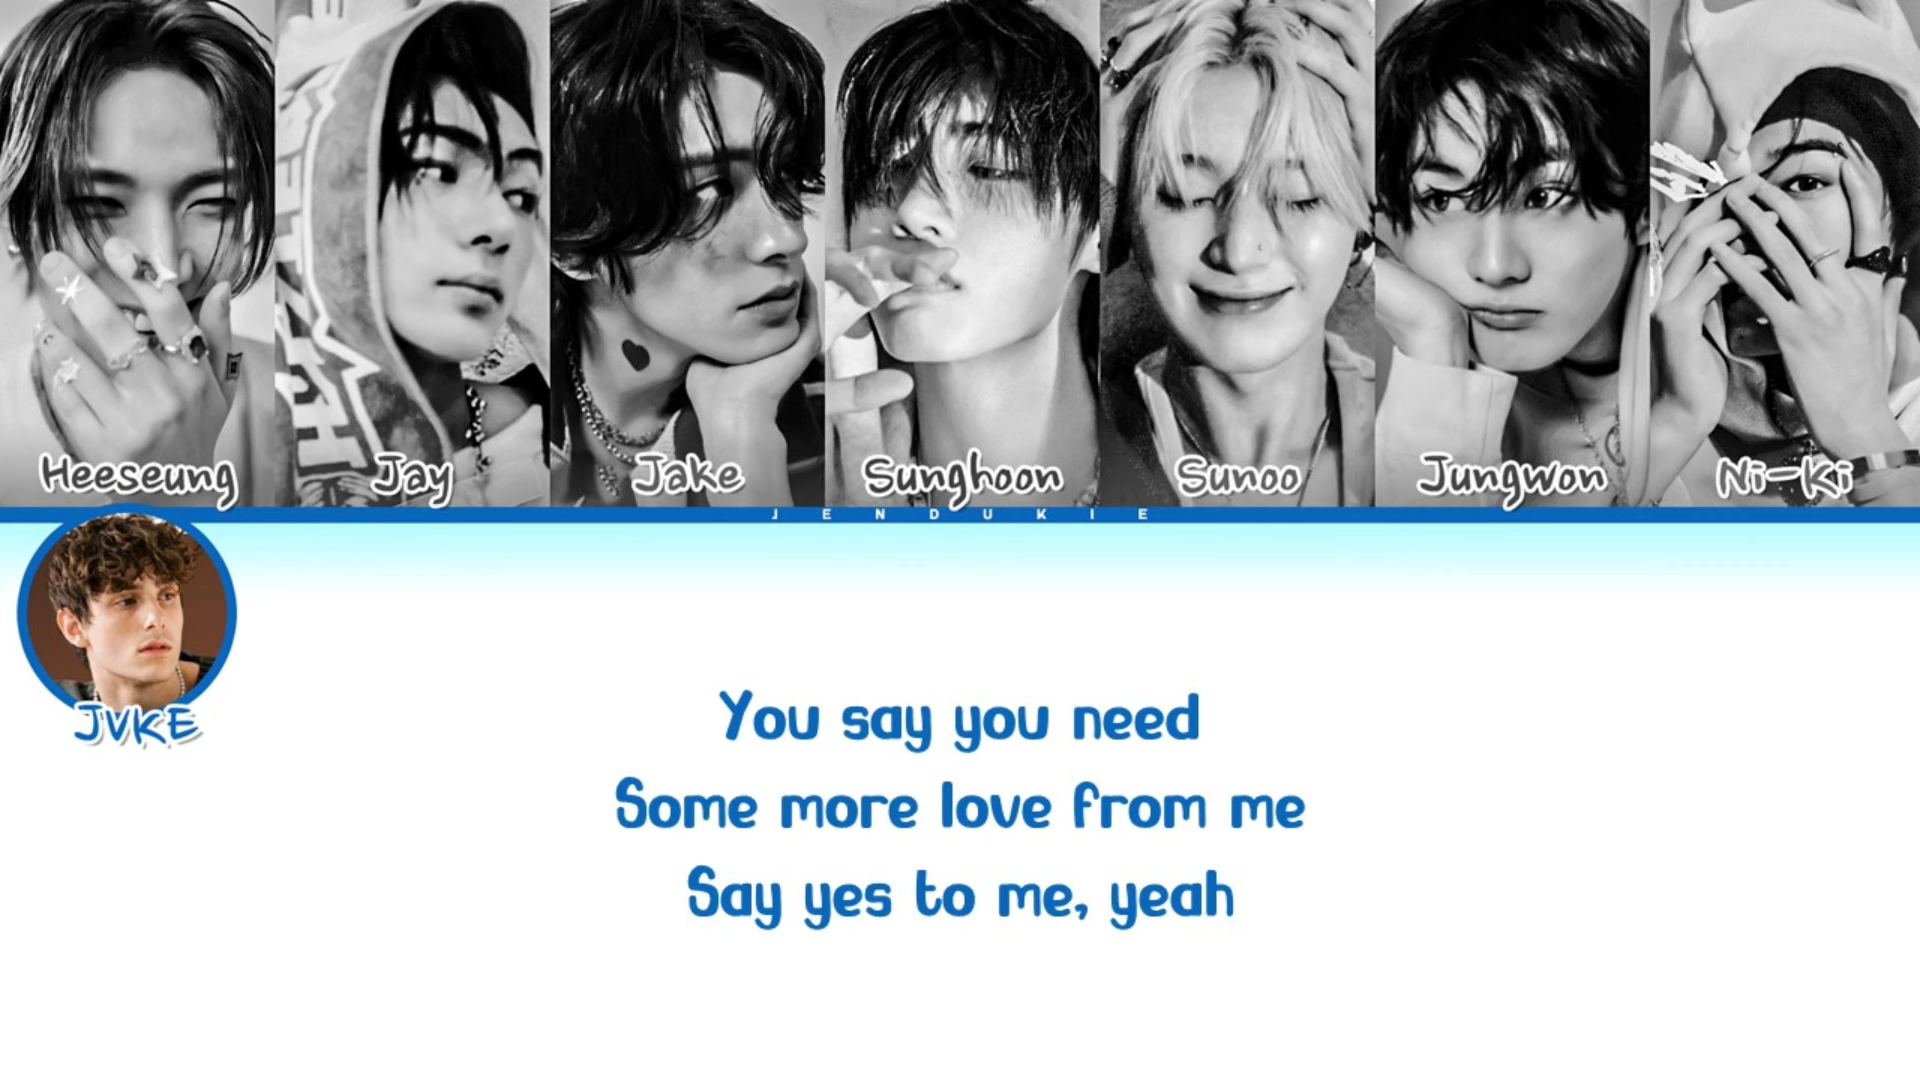 Heeseung
Jay
Jake
Sunghoon
Sunoo
Jungwon
Ni-Ki
JENDUKIE
JVKE
You say you need
Some more love from me
Say yes to me, yeah